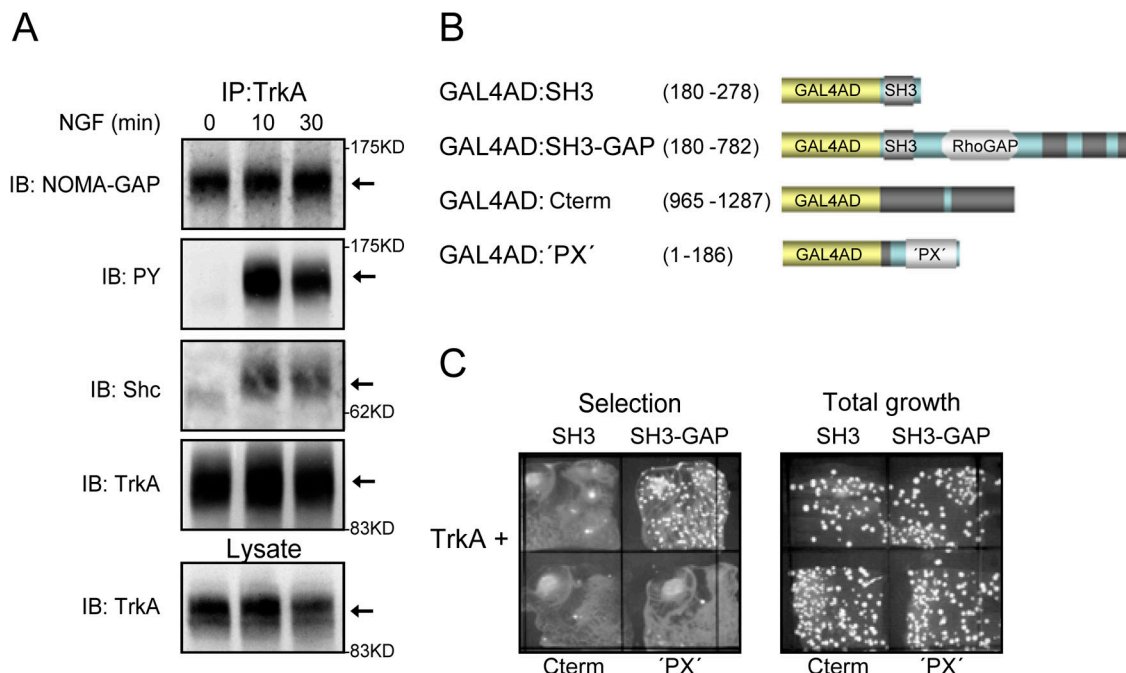 A
IP:TrkA
NGF (min) 0 10 30
-175KD
IB: NOMA-GAP
-175KD
IB: PY
IB: Shc
-62KD
IB: TrkA
-83KD
Lysate
IB: TrkA
-83KD
B
GAL4AD:SH3 (180 -278) GAL4AD SH3
GAL4AD:SH3-GAP (180 -782) GAL4AD SH3 RhoGAP
GAL4AD: Cterm (965 -1287) GAL4AD
GAL4AD:´PX´ (1-186) GAL4AD ´PX´
C
Selection Total growth
SH3 SH3-GAP SH3 SH3-GAP
TrkA +
Cterm ´PX´ Cterm ´PX´